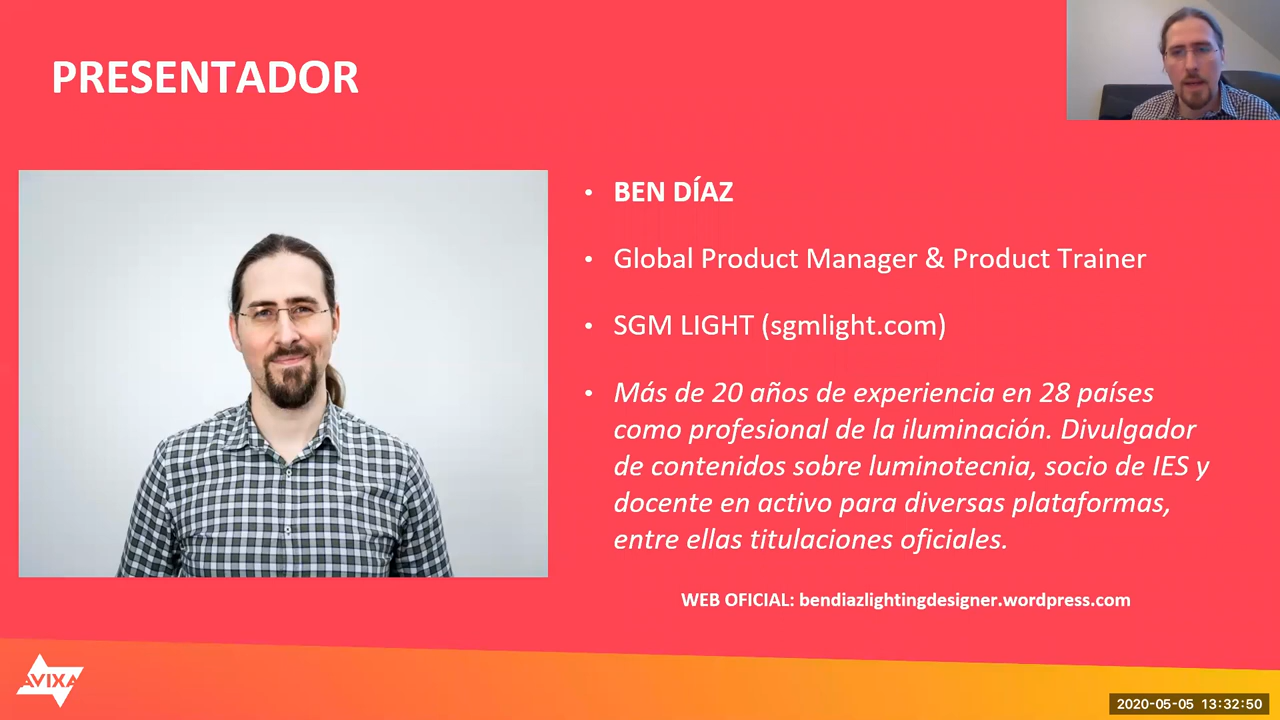 PRESENTADOR
• BEN DÍAZ
• Global Product Manager & Product Trainer
• SGM LIGHT (sgmlight.com)
• Más de 20 años de experiencia en 28 países
como profesional de la iluminación. Divulgador
de contenidos sobre luminotecnia, socio de IES y
docente en activo para diversas plataformas,
entre ellas titulaciones oficiales.
WEB OFICIAL: bendiazlightingdesigner.wordpress.com
AVIXA
2020-05-05 13:32:50